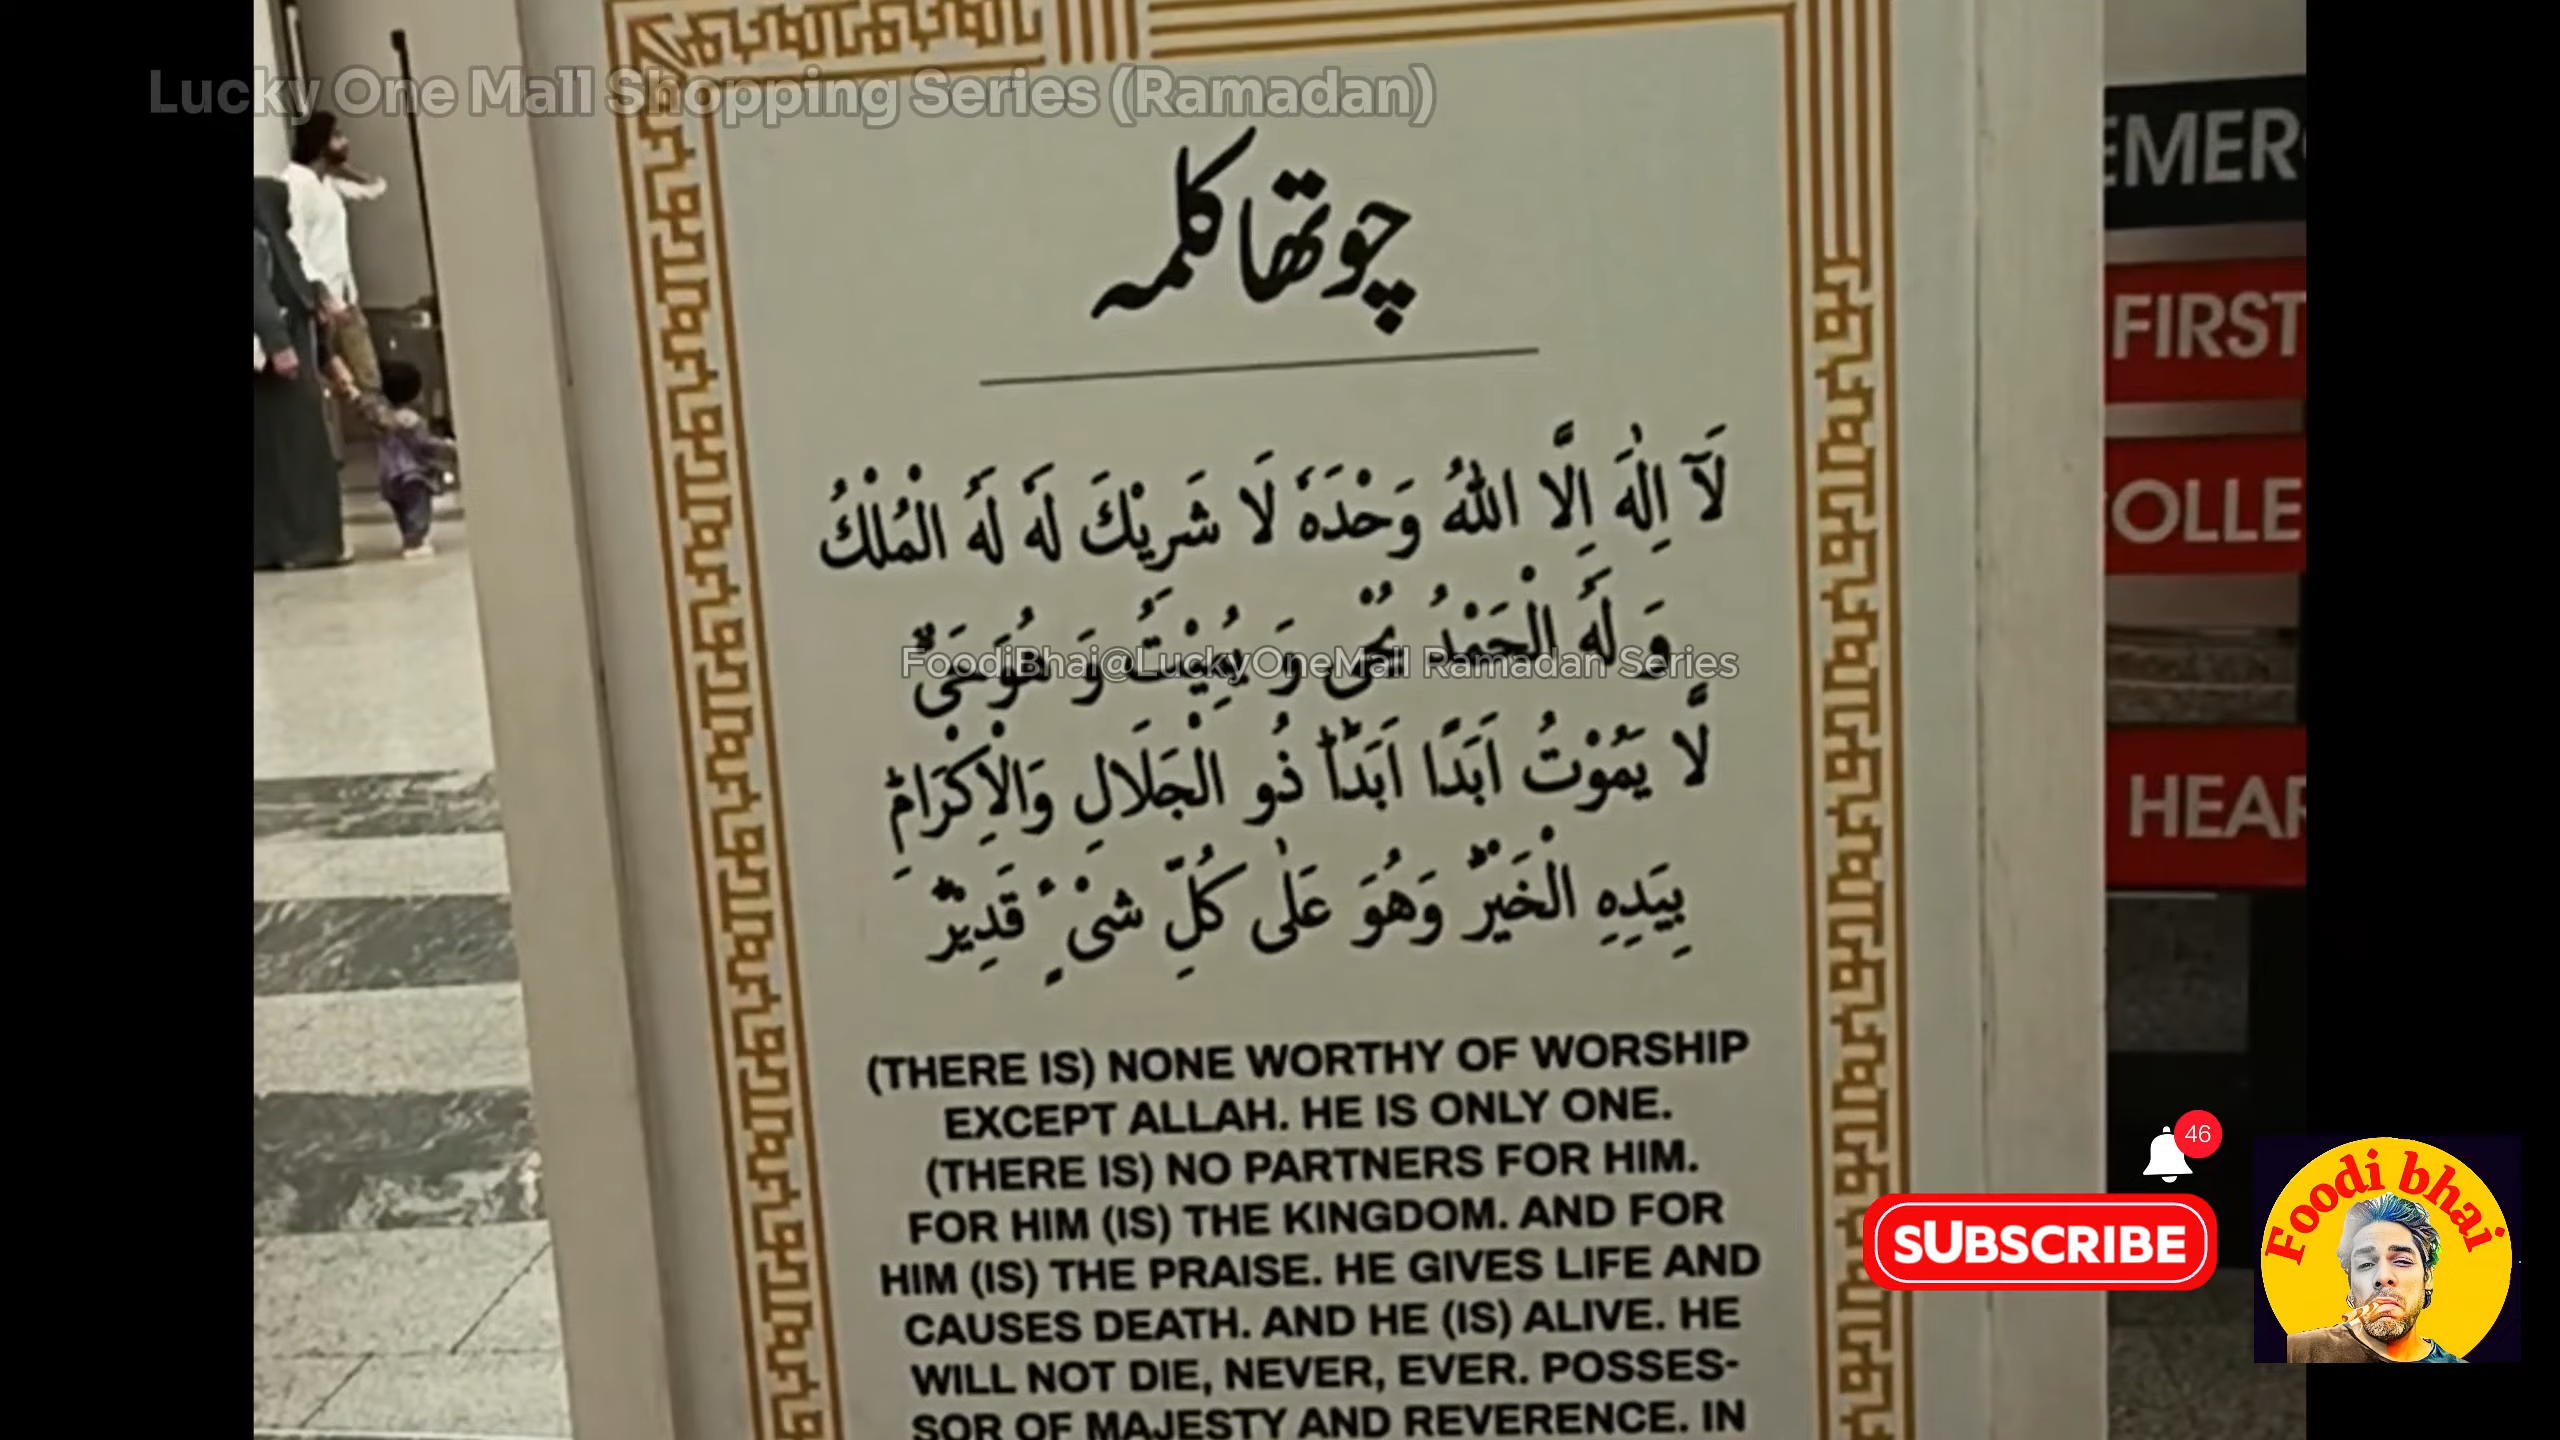 Lucky One Mall Shopping Series (Ramadan)
چوتھا کلمہ
لَآ اِلٰهَ اِلَّا اللهُ وَحْدَهٗ لَا شَرِيْكَ لَهٗ لَهُ الْمُلْكُ
وَ لَهُ الْحَمْدُ يُحْىٖ وَ يُمِيْتُ وَ هُوَ حَىٌّ
FoodiBhai@LuckyOneMall Ramadan Series
لَّا يَمُوْتُ اَبَدًا اَبَدًاؕ ذُو الْجَلَالِ وَالْاِكْرَامِؕ
بِيَدِهِ الْخَيْرُؕ وَهُوَ عَلٰى كُلِّ شَىْءٍ قَدِيْرٌؕ
(THERE IS) NONE WORTHY OF WORSHIP
EXCEPT ALLAH. HE IS ONLY ONE.
(THERE IS) NO PARTNERS FOR HIM.
FOR HIM (IS) THE KINGDOM. AND FOR
HIM (IS) THE PRAISE. HE GIVES LIFE AND
CAUSES DEATH. AND HE (IS) ALIVE. HE
WILL NOT DIE, NEVER, EVER. POSSES-
SOR OF MAJESTY AND REVERENCE. IN
EMER
FIRST
OLLE
HEAR
46
SUBSCRIBE
Foodi bhai